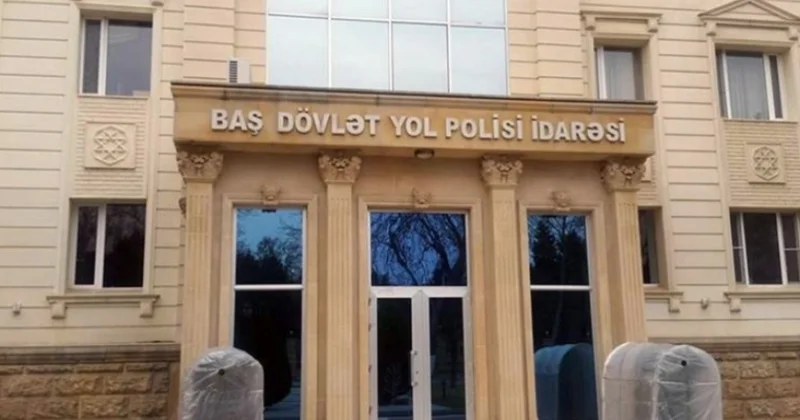 BAŞ DÖVLƏT YOL POLİSİ İDARƏSİ